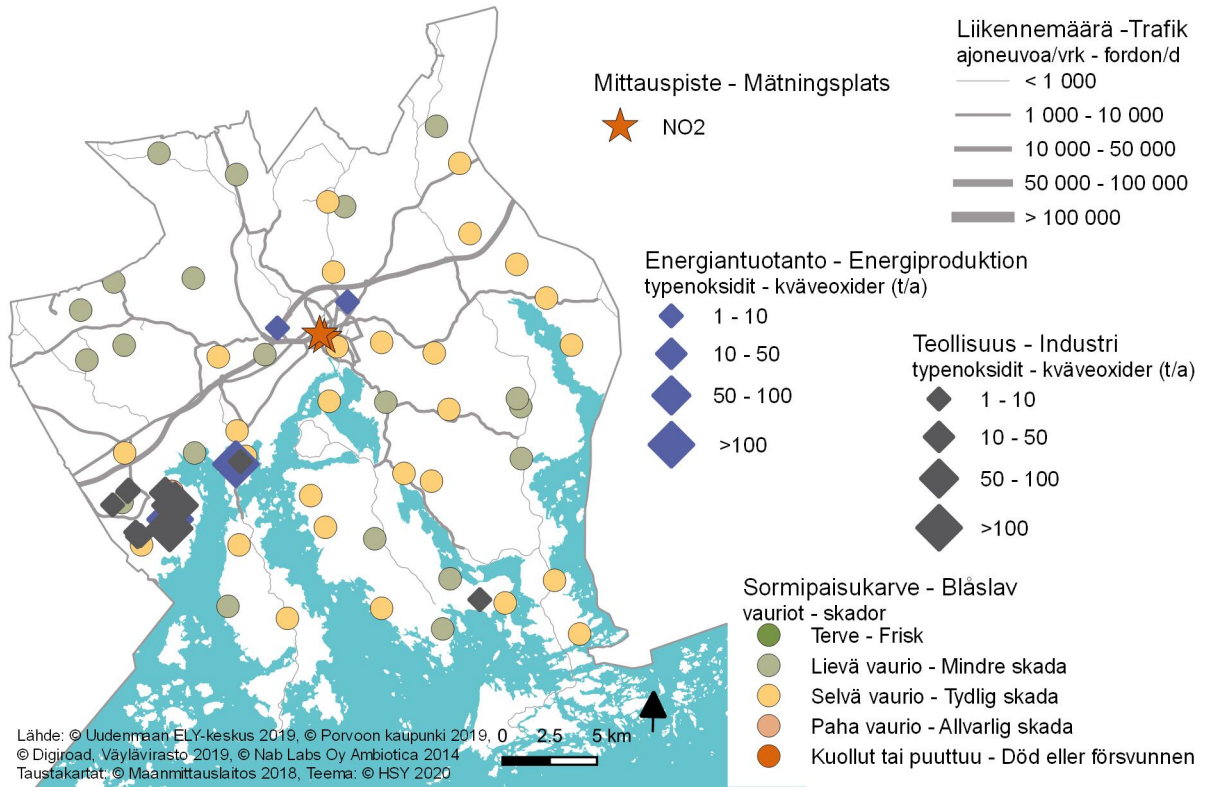 Liikennemäärä -Trafik
ajoneuvoa/vrk - fordon/d
< 1 000
1 000 - 10 000
10 000 - 50 000
50 000 - 100 000
> 100 000
Mittauspiste - Mätningsplats
NO2
Energiantuotanto - Energiproduktion
typenoksidit - kväveoxider (t/a)
1 - 10
10 - 50
50 - 100
>100
Teollisuus - Industri
typenoksidit - kväveoxider (t/a)
1 - 10
10 - 50
50 - 100
>100
Sormipaisukarve - Blåslav
vauriot - skador
Terve - Frisk
Lievä vaurio - Mindre skada
Selvä vaurio - Tydlig skada
Paha vaurio - Allvarlig skada
Kuollut tai puuttuu - Död eller försvunnen
Lähde: © Uudenmaan ELY-keskus 2019, © Porvoon kaupunki 2019,
© Digiroad, Väylävirasto 2019, © Nab Labs Oy Ambiotica 2014
Taustakartat: © Maanmittauslaitos 2018, Teema: © HSY 2020
0 2.5 5 km